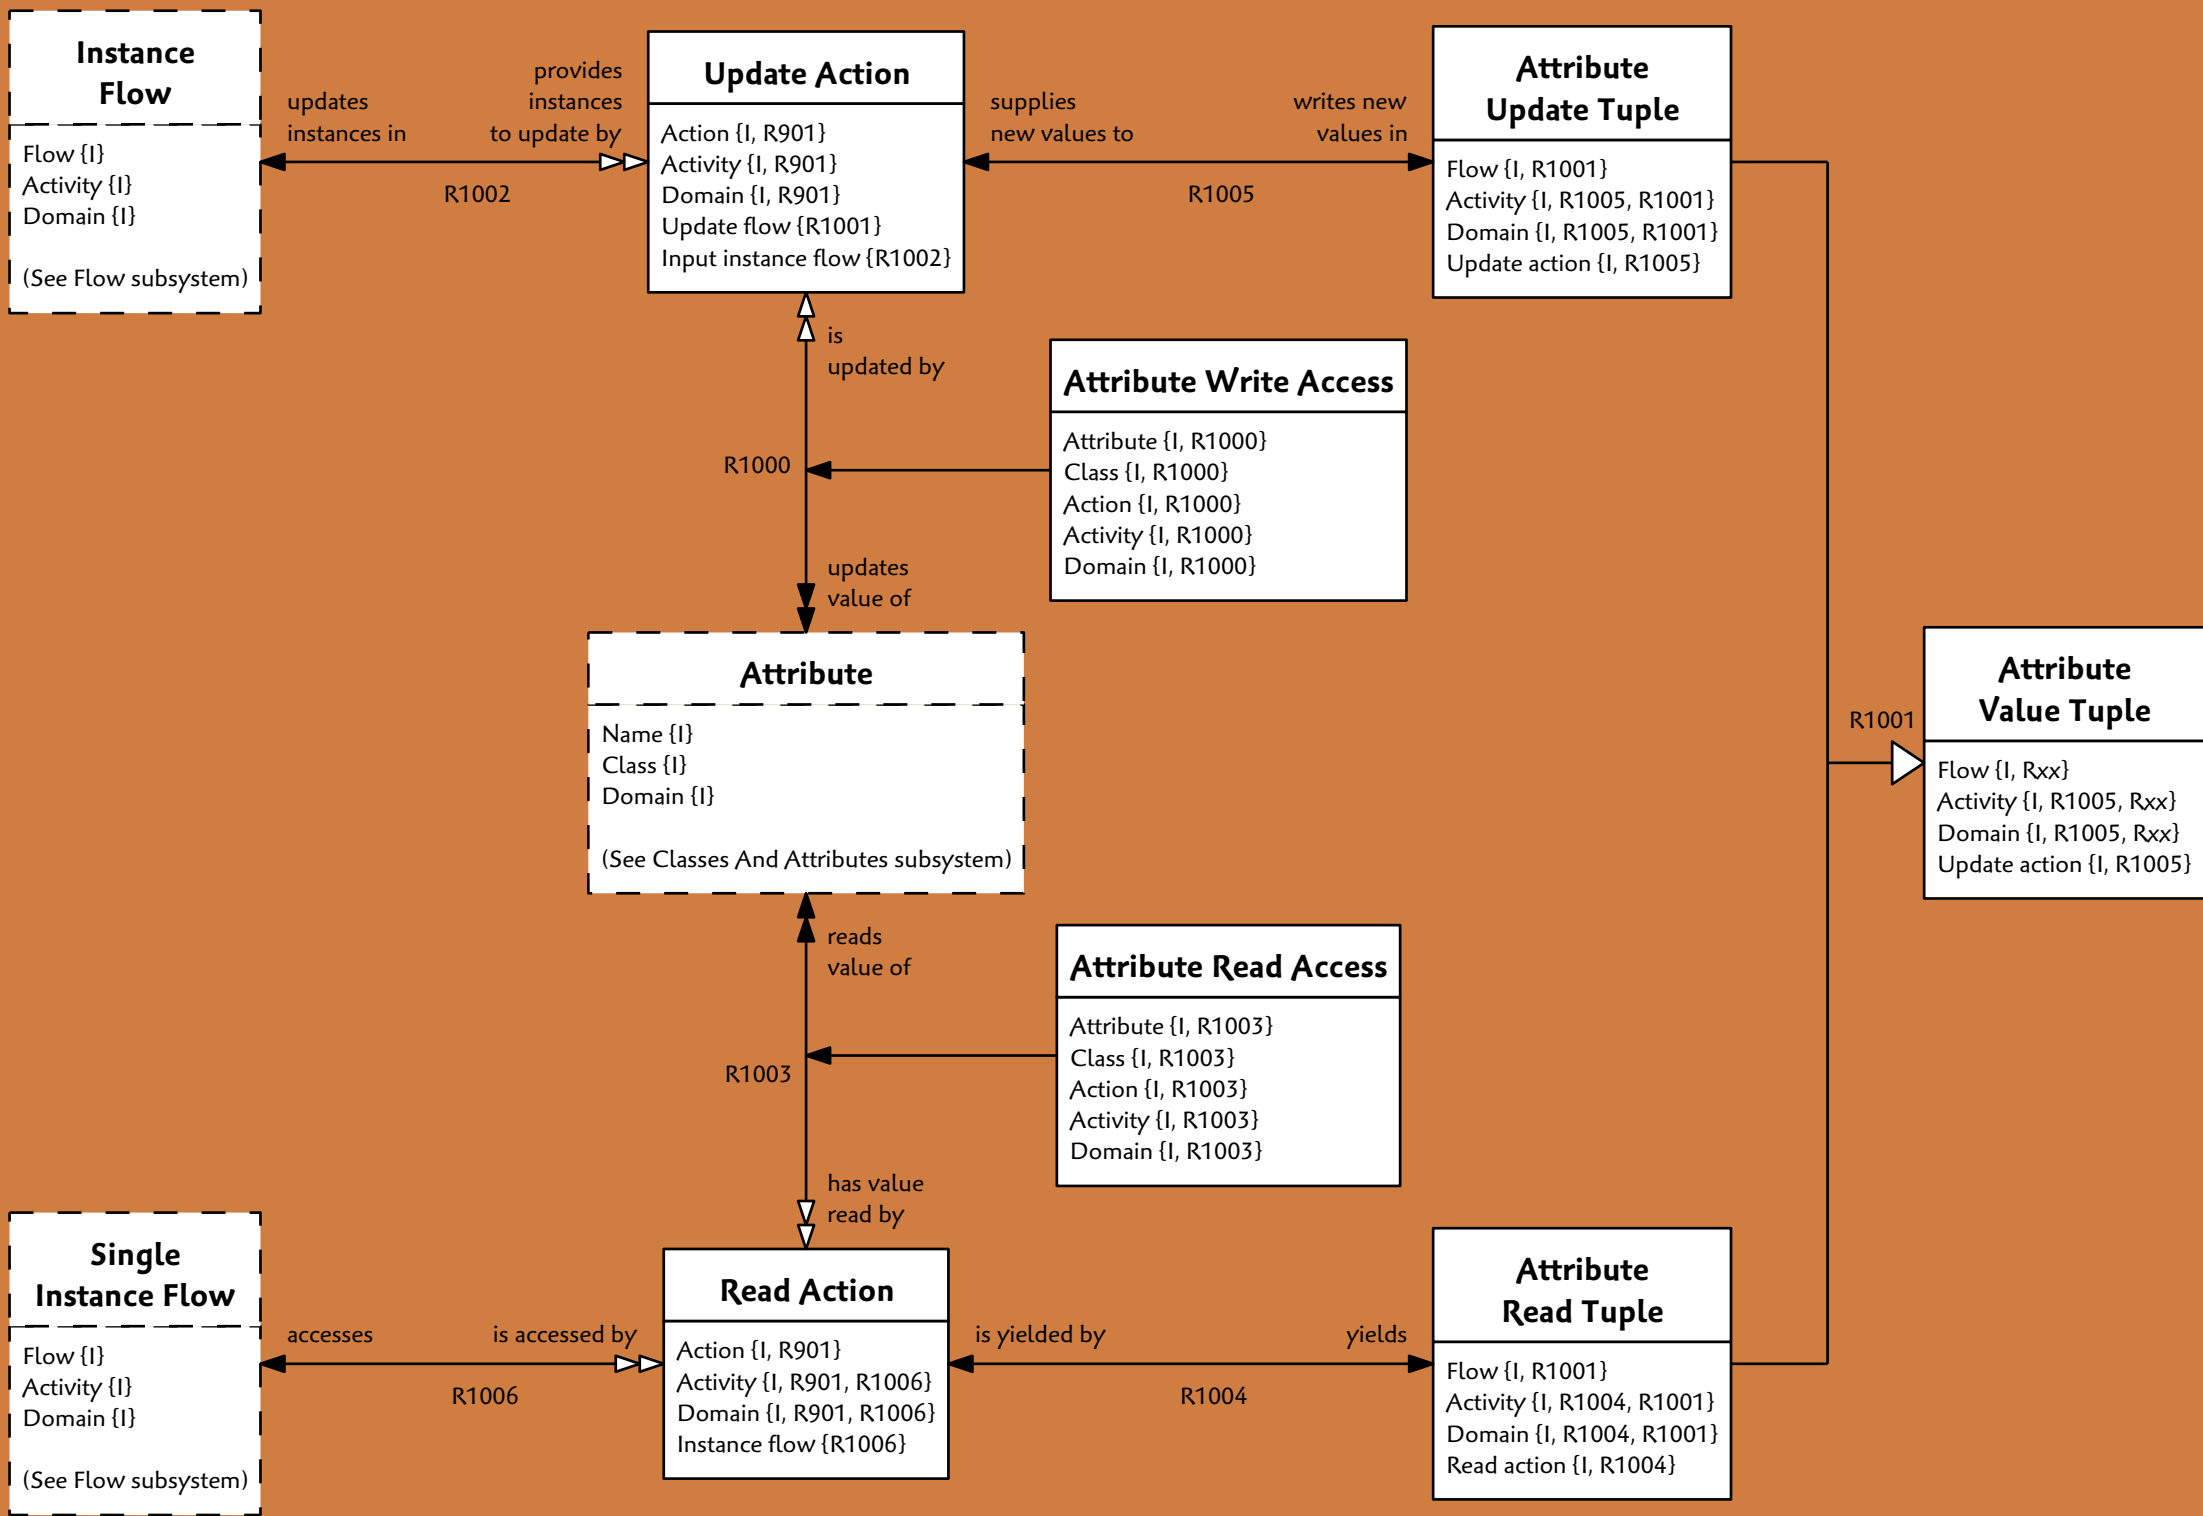 Instance
Flow
Flow {I}
Activity {I}
Domain {I}
(See Flow subsystem)
updates
instances in
provides
instances
to update by
R1002
Update Action
Action {I, R901}
Activity {I, R901}
Domain {I, R901}
Update flow {R1001}
Input instance flow {R1002}
supplies
new values to
writes new
values in
R1005
Attribute
Update Tuple
Flow {I, R1001}
Activity {I, R1005, R1001}
Domain {I, R1005, R1001}
Update action {I, R1005}
is
updated by
R1000
updates
value of
Attribute Write Access
Attribute {I, R1000}
Class {I, R1000}
Action {I, R1000}
Activity {I, R1000}
Domain {I, R1000}
Attribute
Name {I}
Class {I}
Domain {I}
(See Classes And Attributes subsystem)
R1001
Attribute
Value Tuple
Flow {I, Rxx}
Activity {I, R1005, Rxx}
Domain {I, R1005, Rxx}
Update action {I, R1005}
reads
value of
R1003
has value
read by
Attribute Read Access
Attribute {I, R1003}
Class {I, R1003}
Action {I, R1003}
Activity {I, R1003}
Domain {I, R1003}
Single
Instance Flow
Flow {I}
Activity {I}
Domain {I}
(See Flow subsystem)
accesses
is accessed by
R1006
Read Action
Action {I, R901}
Activity {I, R901, R1006}
Domain {I, R901, R1006}
Instance flow {R1006}
is yielded by
yields
R1004
Attribute
Read Tuple
Flow {I, R1001}
Activity {I, R1004, R1001}
Domain {I, R1004, R1001}
Read action {I, R1004}